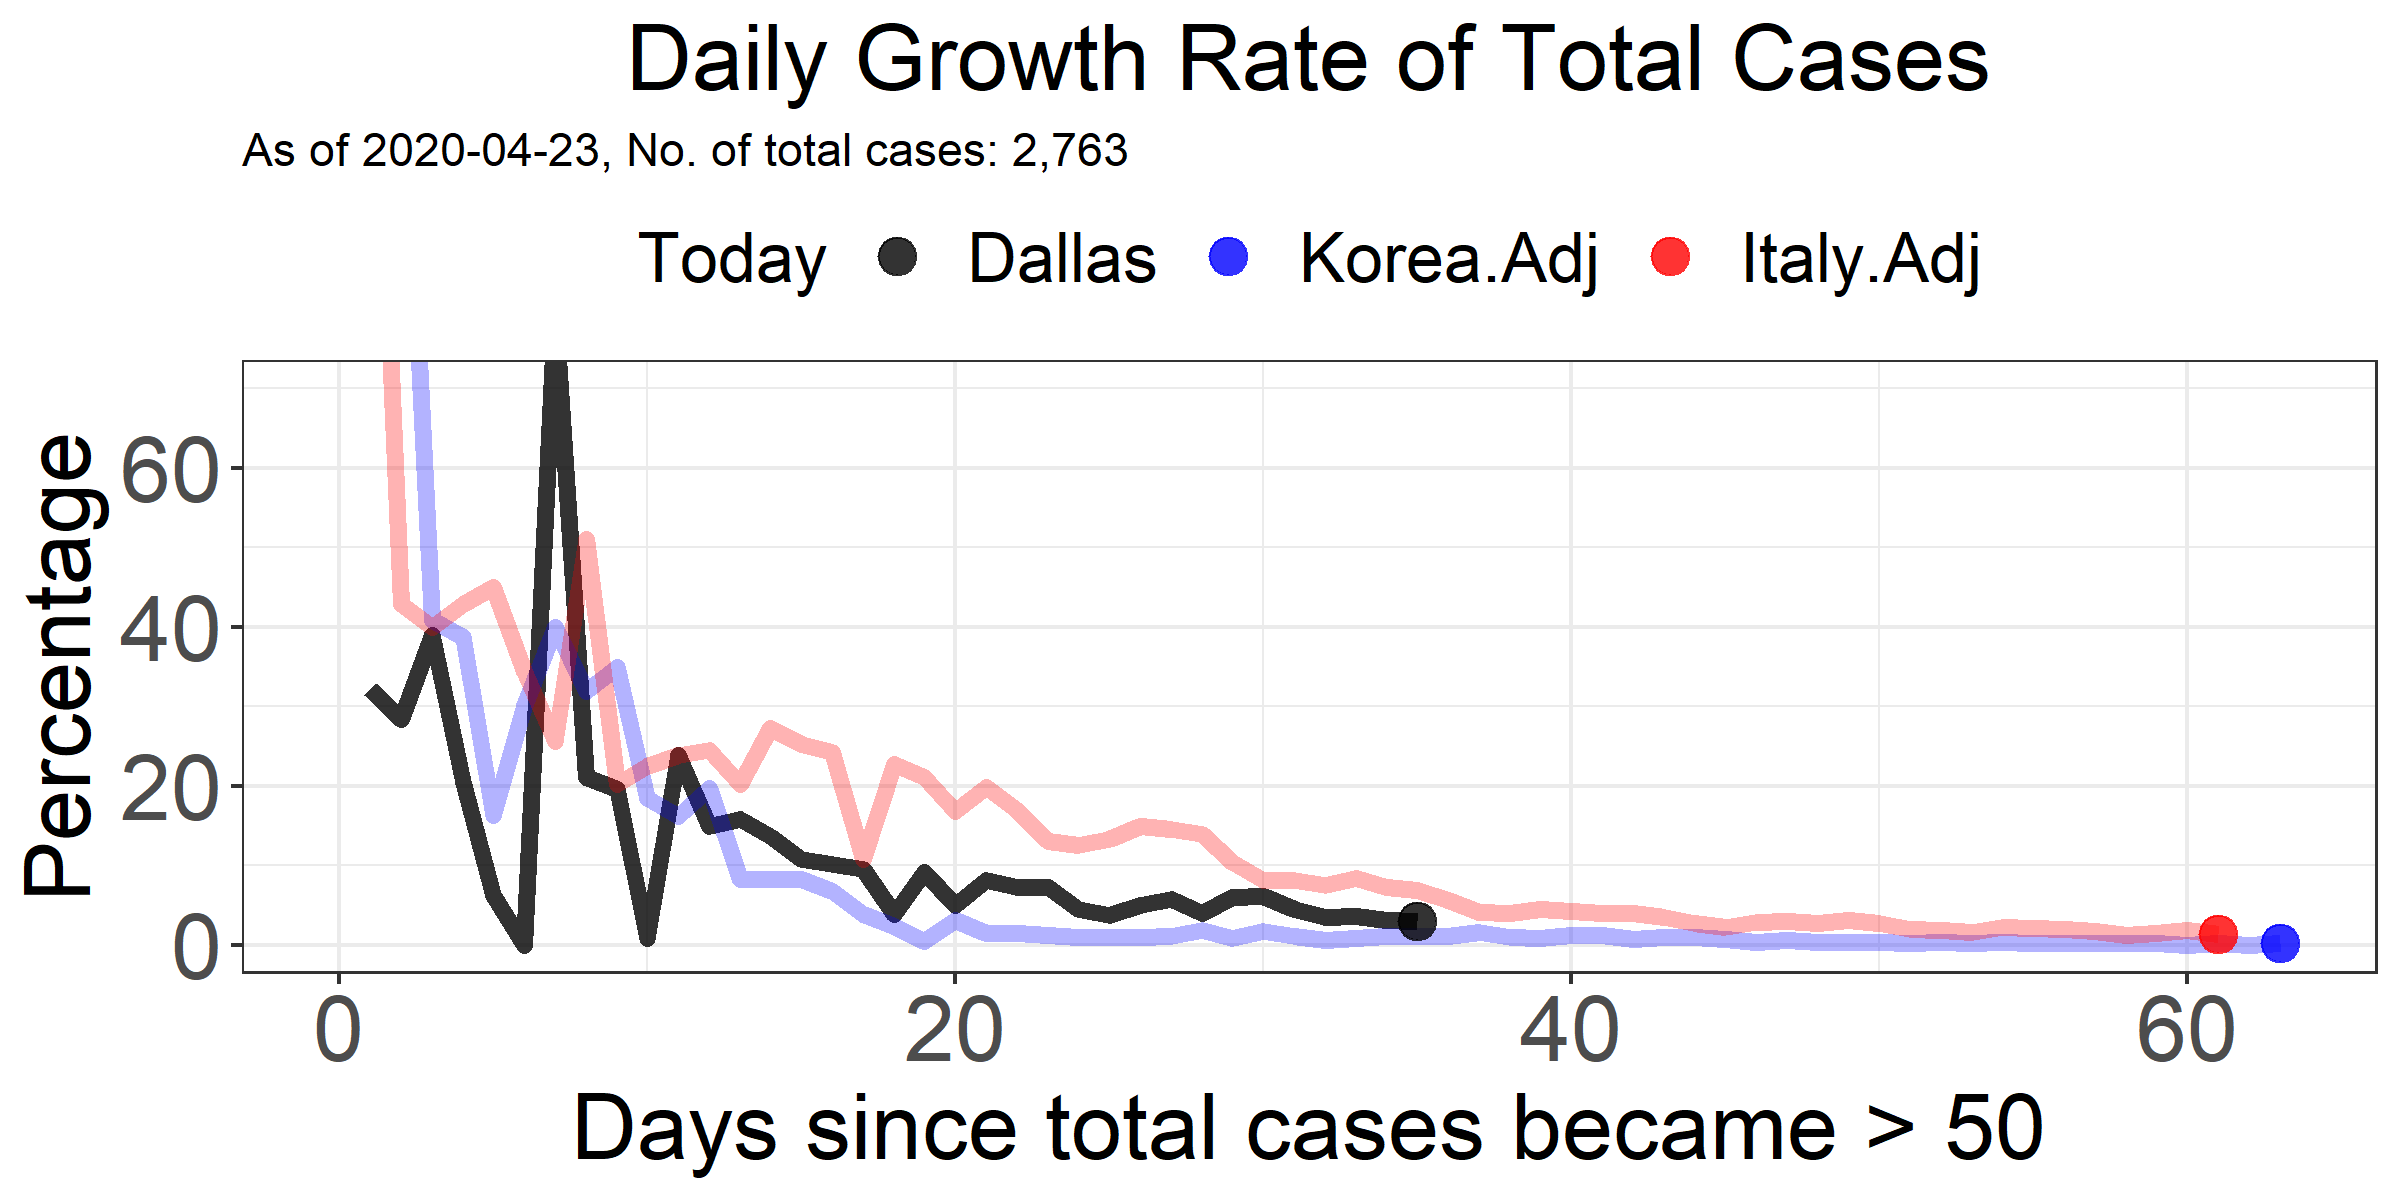 Daily Growth Rate of Total Cases
As of 2020-04-23, No. of total cases: 2,763
Today Dallas Korea.Adj Italy.Adj
Percentage
60
40
20
0
0 20 40 60
Days since total cases became > 50